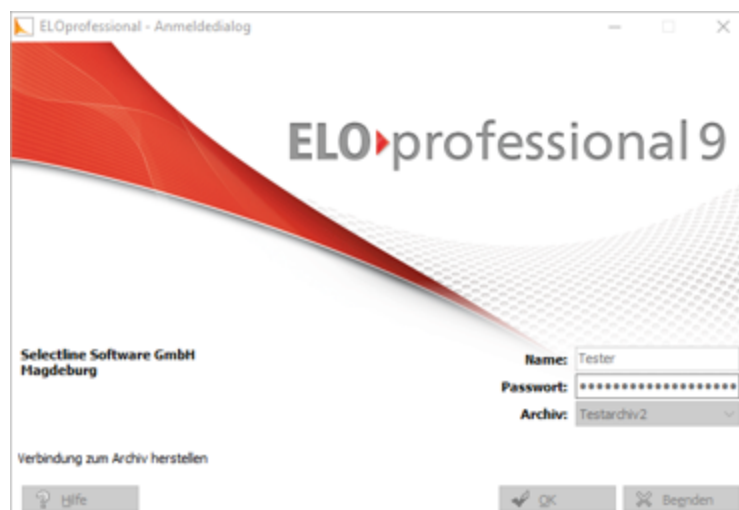 ELOprofessional - Anmeldedialog
ELO professional 9
Selectline Software GmbH
Magdeburg
Name: Tester
Passwort: •••••••••••••••••••
Archiv: Testarchiv2
Verbindung zum Archiv herstellen
Hilfe OK Beenden